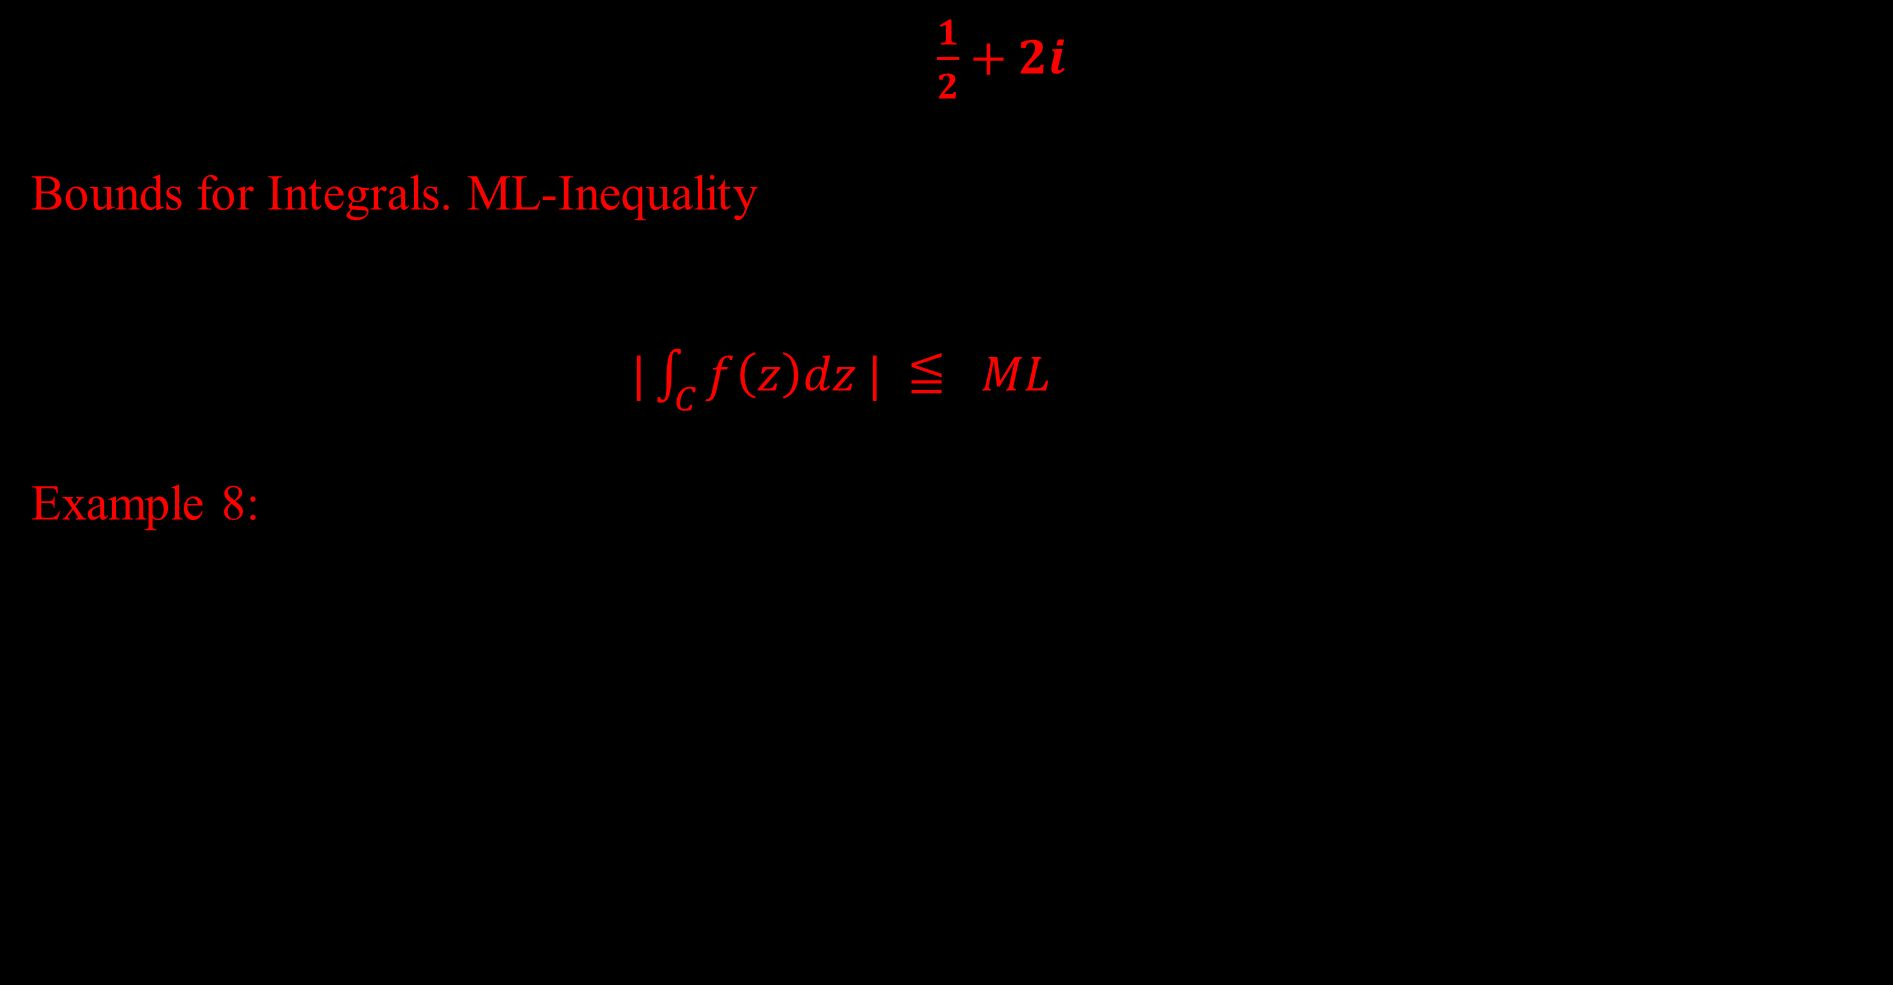 1/2 + 2i
Bounds for Integrals. ML-Inequality
| ∫_C f(z)dz | ≦ ML
Example 8: